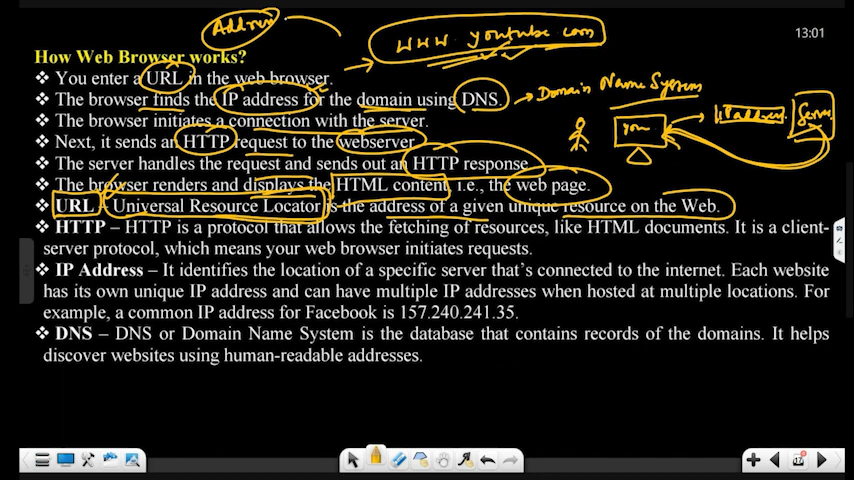 Address
www.youtube.com
13:01
How Web Browser works?
❖ You enter a URL in the web browser.
❖ The browser finds the IP address for the domain using DNS. → Domain Name System
❖ The browser initiates a connection with the server.
You
IP address
Server
❖ Next, it sends an HTTP request to the webserver.
❖ The server handles the request and sends out an HTTP response.
❖ The browser renders and displays the HTML content, i.e., the web page.
❖ URL – Universal Resource Locator is the address of a given unique resource on the Web.
❖ HTTP – HTTP is a protocol that allows the fetching of resources, like HTML documents. It is a client-
server protocol, which means your web browser initiates requests.
❖ IP Address – It identifies the location of a specific server that's connected to the internet. Each website
has its own unique IP address and can have multiple IP addresses when hosted at multiple locations. For
example, a common IP address for Facebook is 157.240.241.35.
❖ DNS – DNS or Domain Name System is the database that contains records of the domains. It helps
discover websites using human-readable addresses.